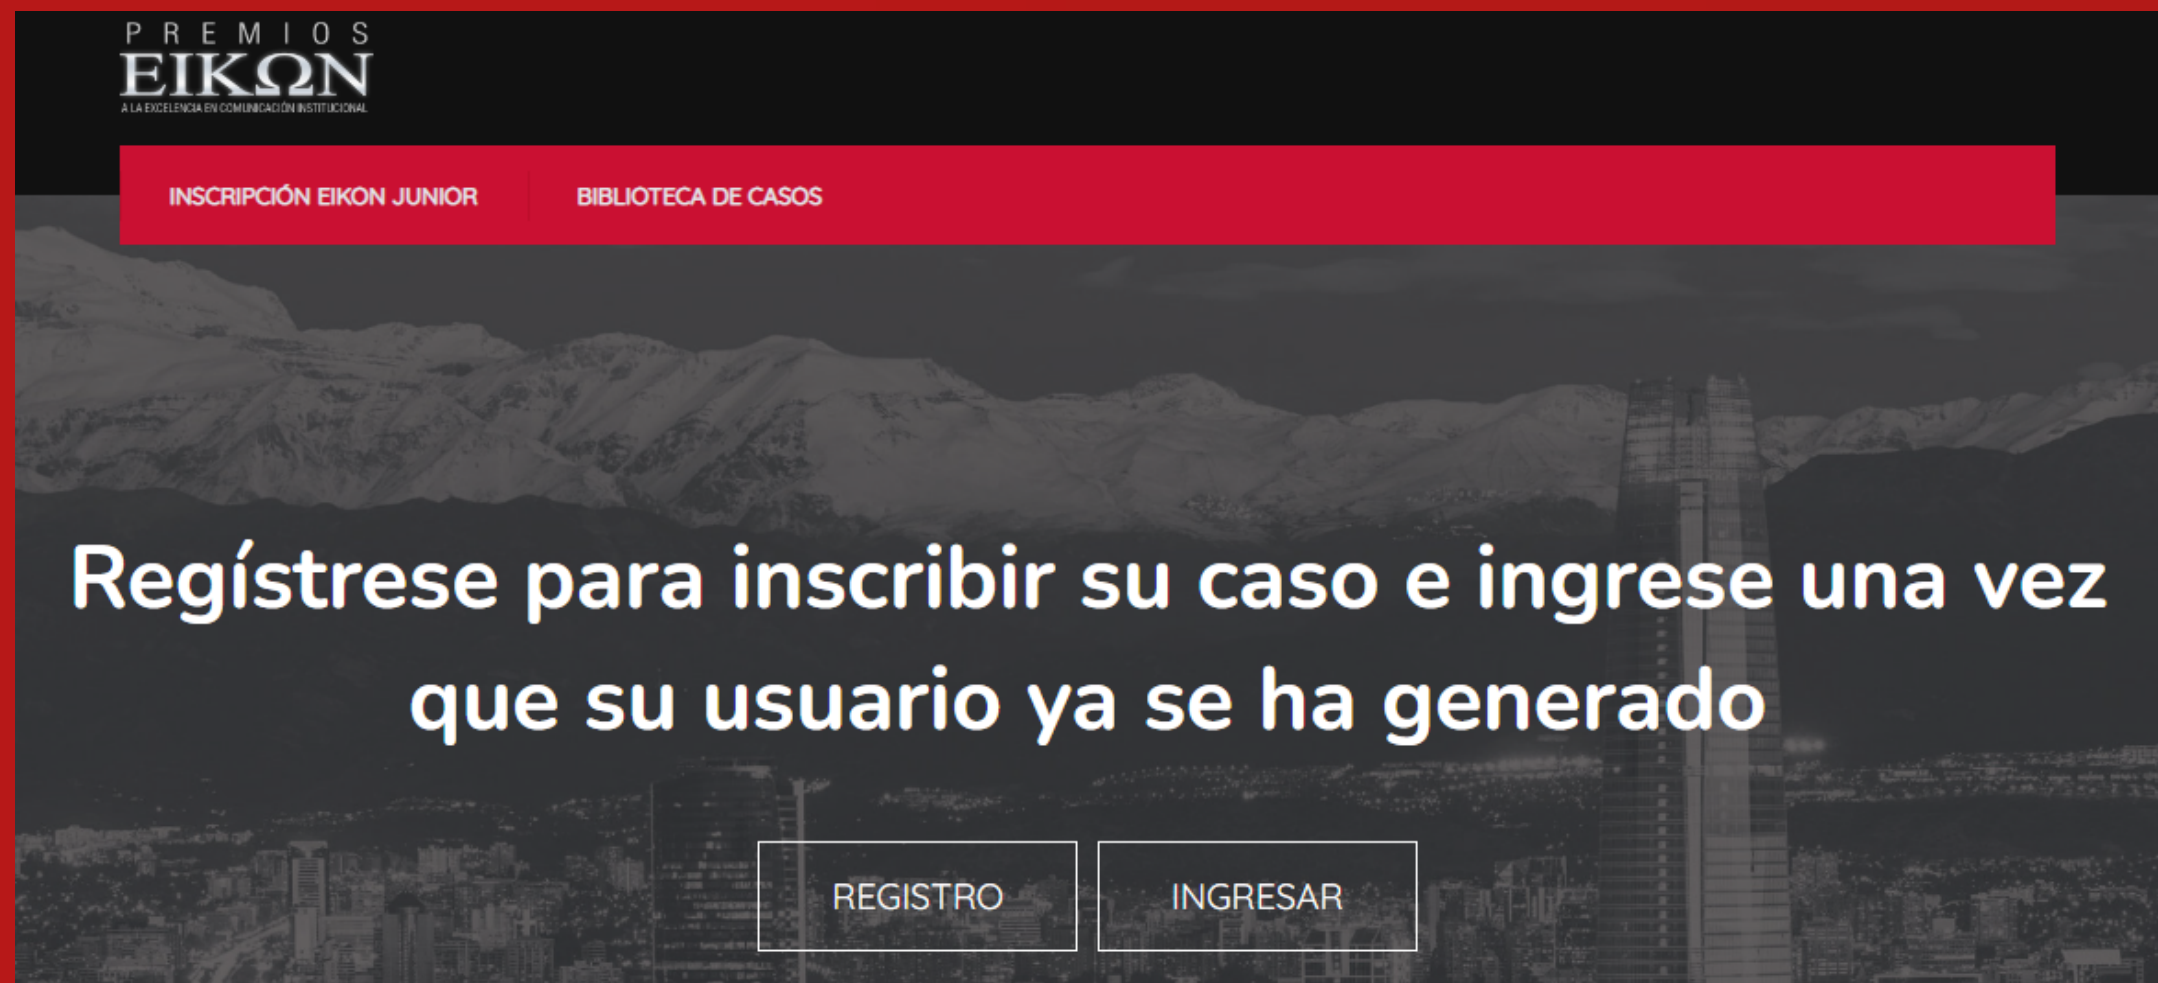 PREMIOS
EIKΩN
A LA EXCELENCIA EN COMUNICACIÓN INSTITUCIONAL
INSCRIPCIÓN EIKON JUNIOR
BIBLIOTECA DE CASOS
Regístrese para inscribir su caso e ingrese una vez
que su usuario ya se ha generado
REGISTRO
INGRESAR